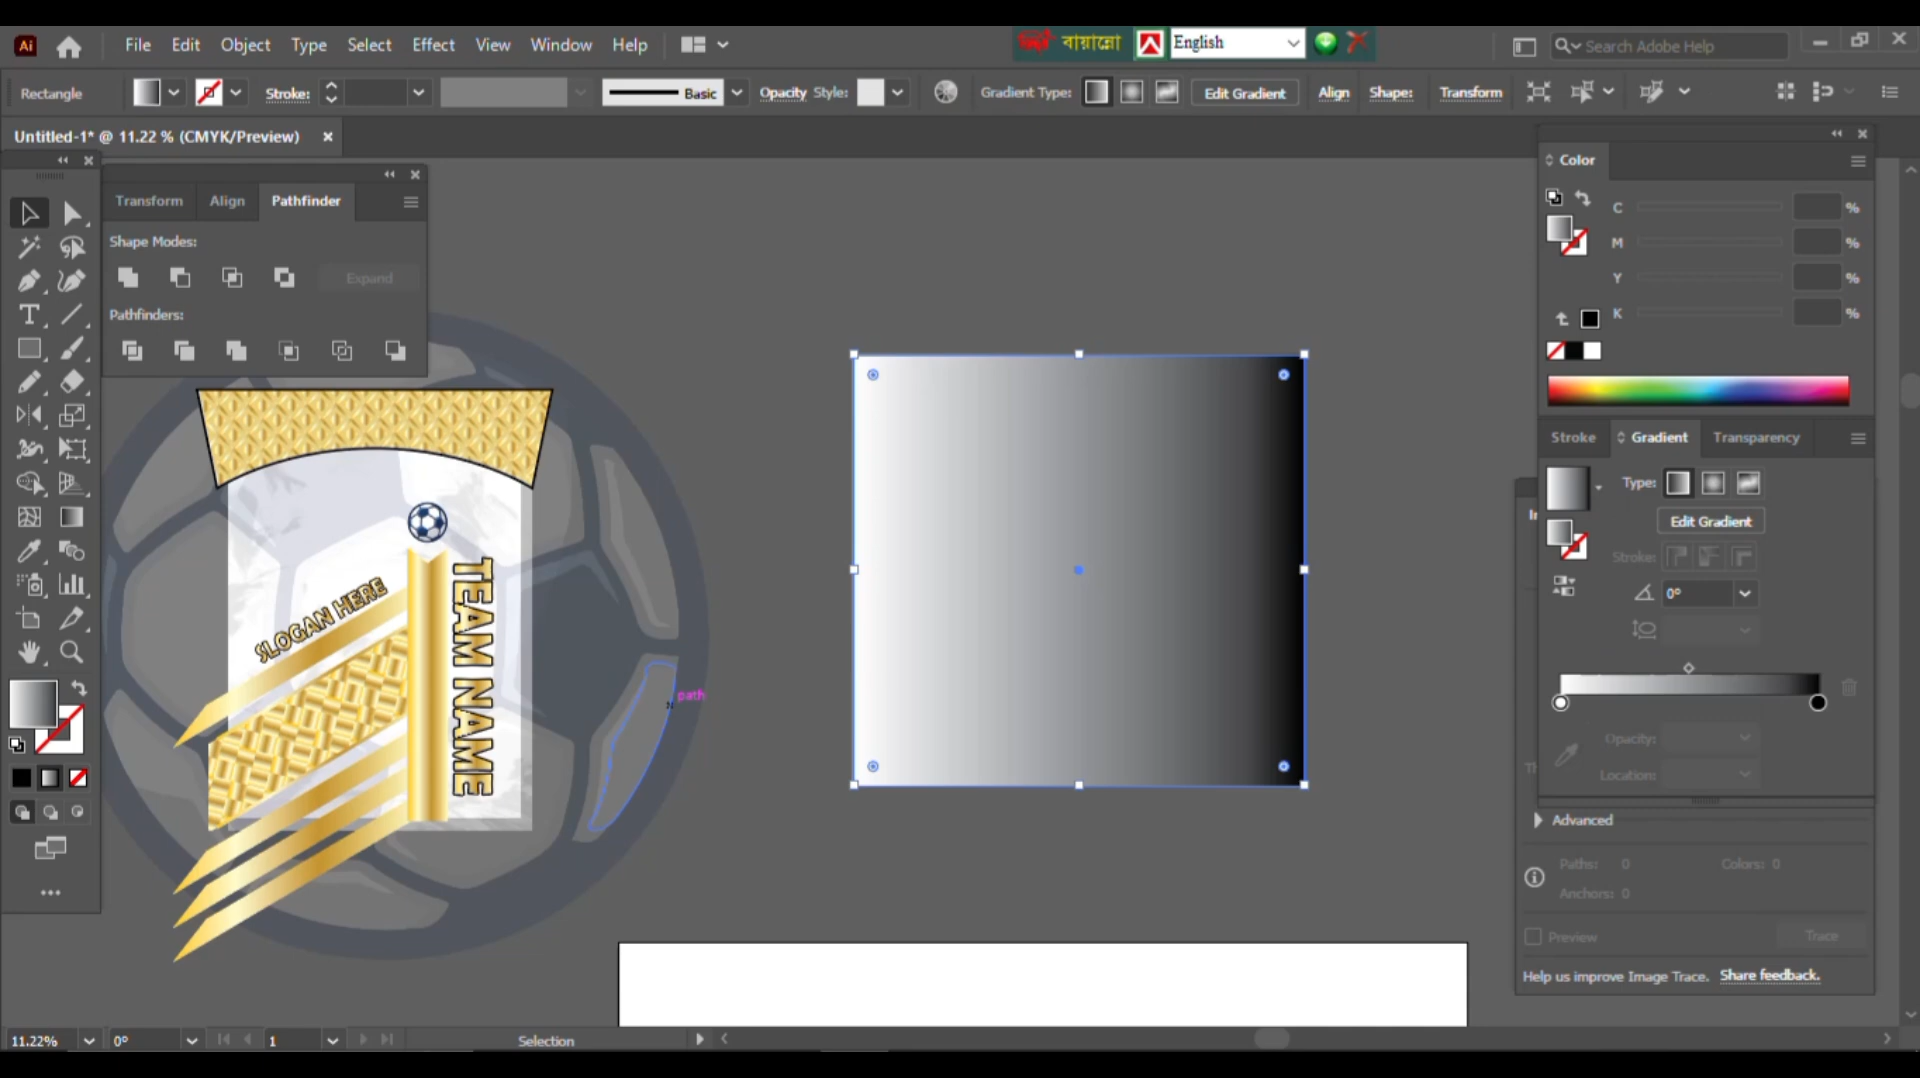 Ai File Edit Object Type Select Effect View Window Help বায়ান্নো English Search Adobe Help
Rectangle Stroke: Basic Opacity Style: Gradient Type: Edit Gradient Align Shape: Transform
Untitled-1* @ 11.22 % (CMYK/Preview)
Transform Align Pathfinder
Shape Modes:
Expand
Pathfinders:
SLOGAN HERE
TEAM NAME
path
Color
C %
M %
Y %
K %
Stroke Gradient Transparency
Type:
Edit Gradient
Stroke:
0°
Opacity:
Location:
Advanced
Paths: 0 Colors: 0
Anchors: 0
Preview Trace
Help us improve Image Trace. Share feedback.
11.22% 0° 1 Selection